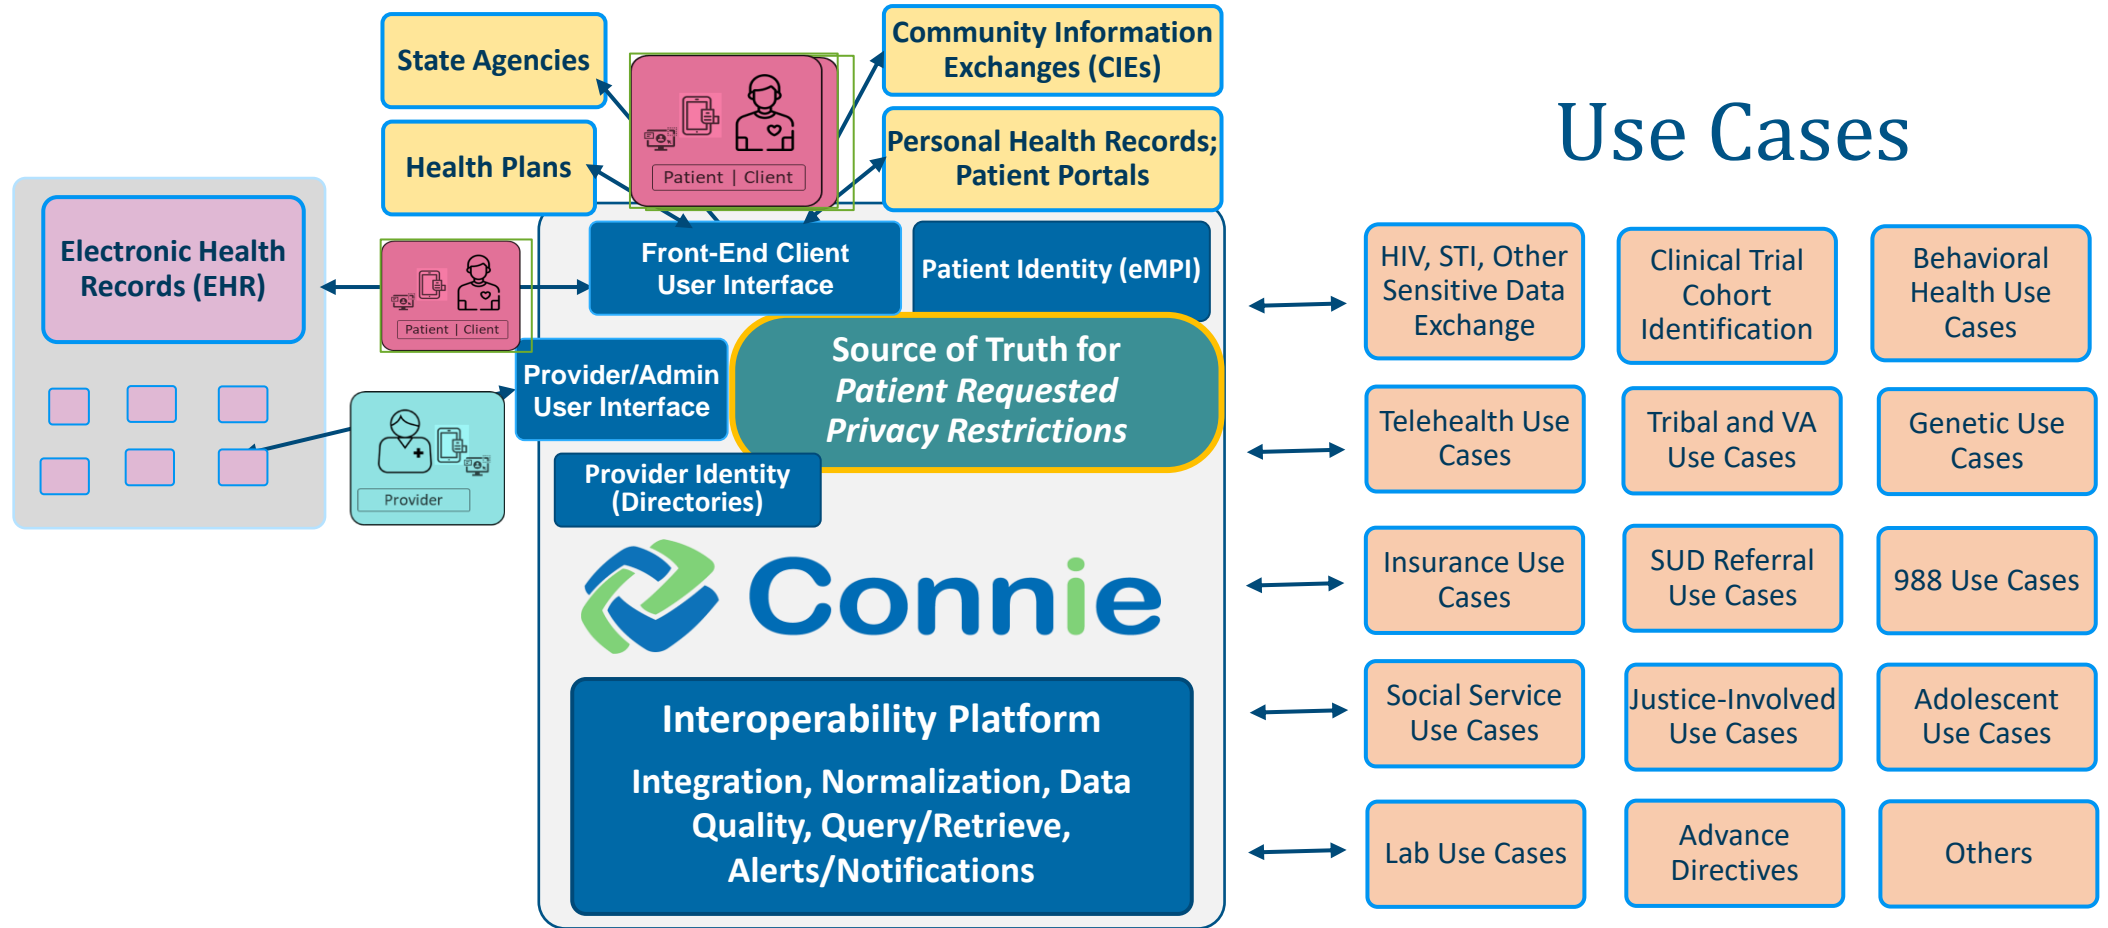 State Agencies
Health Plans
Patient | Client
Community Information
Exchanges (CIEs)
Personal Health Records;
Patient Portals
Use Cases
Electronic Health
Records (EHR)
Patient | Client
Provider
Front-End Client
User Interface
Patient Identity (eMPI)
Provider/Admin
User Interface
Source of Truth for
Patient Requested
Privacy Restrictions
Provider Identity
(Directories)
Connie
Interoperability Platform
Integration, Normalization, Data
Quality, Query/Retrieve,
Alerts/Notifications
HIV, STI, Other
Sensitive Data
Exchange
Clinical Trial
Cohort
Identification
Behavioral
Health Use
Cases
Telehealth Use
Cases
Tribal and VA
Use Cases
Genetic Use
Cases
Insurance Use
Cases
SUD Referral
Use Cases
988 Use Cases
Social Service
Use Cases
Justice-Involved
Use Cases
Adolescent
Use Cases
Lab Use Cases
Advance
Directives
Others